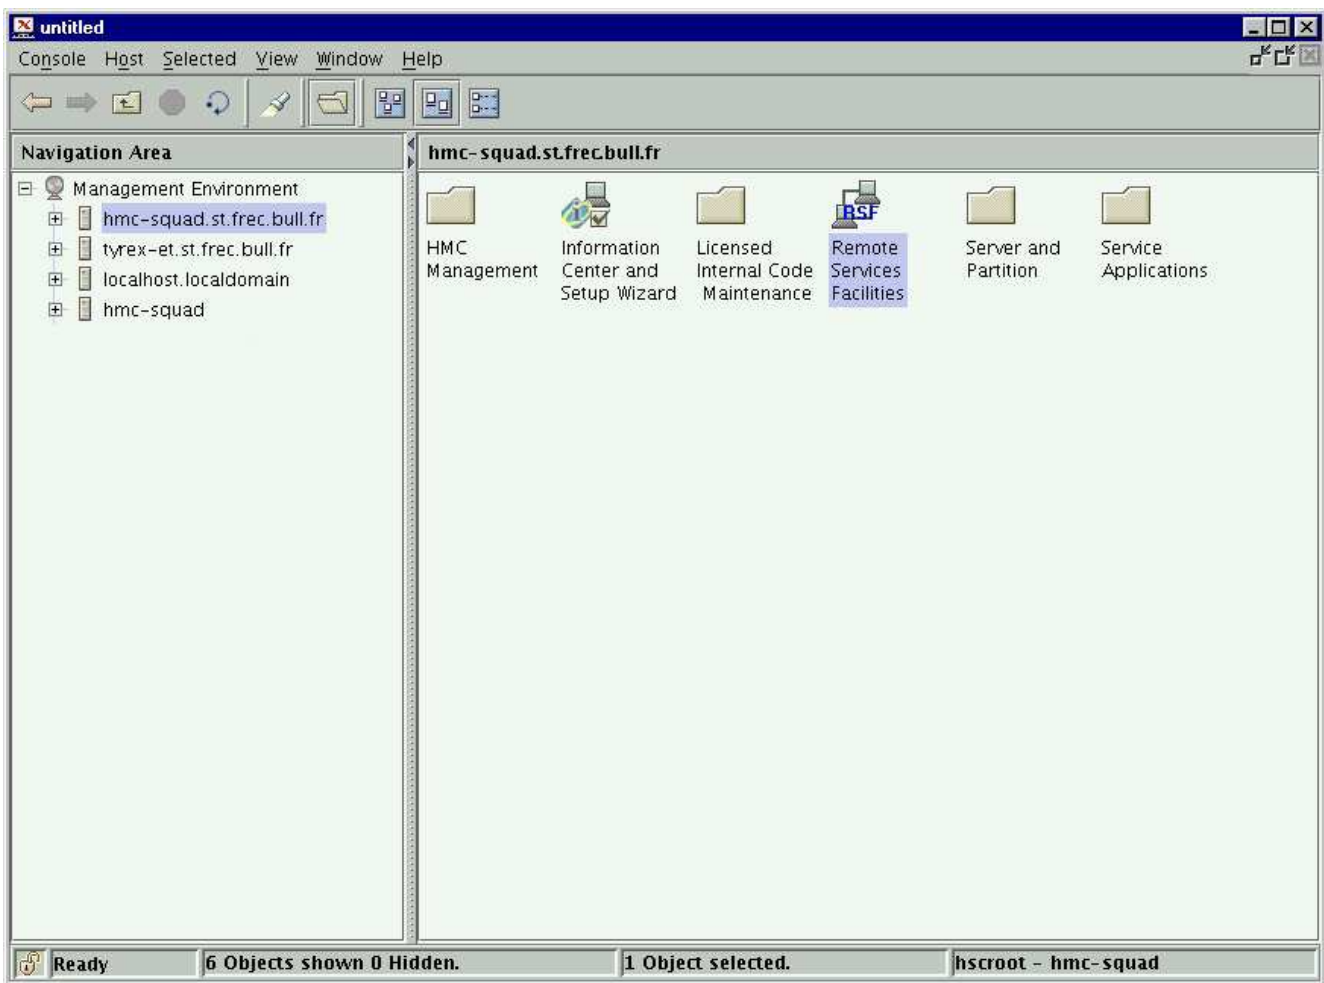 untitled
Console Host Selected View Window Help
Navigation Area
hmc-squad.st.frec.bull.fr
Management Environment
hmc-squad.st.frec.bull.fr
tyrex-et.st.frec.bull.fr
localhost.localdomain
hmc-squad
HMC
Management
Information
Center and
Setup Wizard
Licensed
Internal Code
Maintenance
RSF
Remote
Services
Facilities
Server and
Partition
Service
Applications
Ready
6 Objects shown 0 Hidden.
1 Object selected.
hscroot - hmc-squad